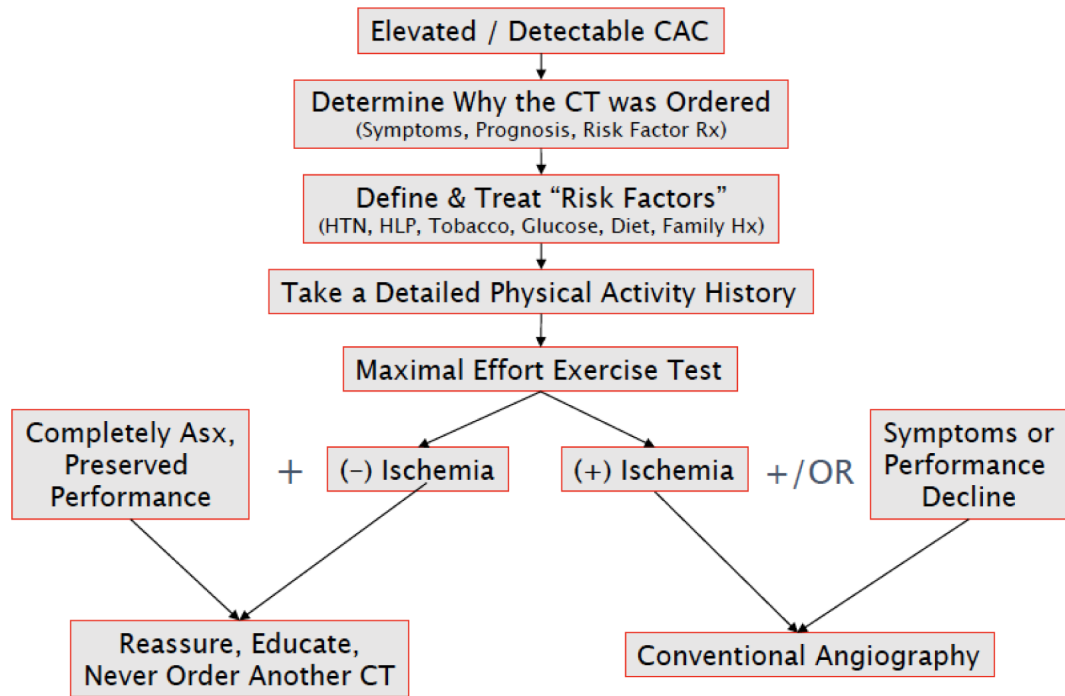 Elevated / Detectable CAC
Determine Why the CT was Ordered
(Symptoms, Prognosis, Risk Factor Rx)
Define & Treat “Risk Factors”
(HTN, HLP, Tobacco, Glucose, Diet, Family Hx)
Take a Detailed Physical Activity History
Maximal Effort Exercise Test
Completely Asx,
Preserved
Performance
+
(-) Ischemia
(+) Ischemia
+/OR
Symptoms or
Performance
Decline
Reassure, Educate,
Never Order Another CT
Conventional Angiography